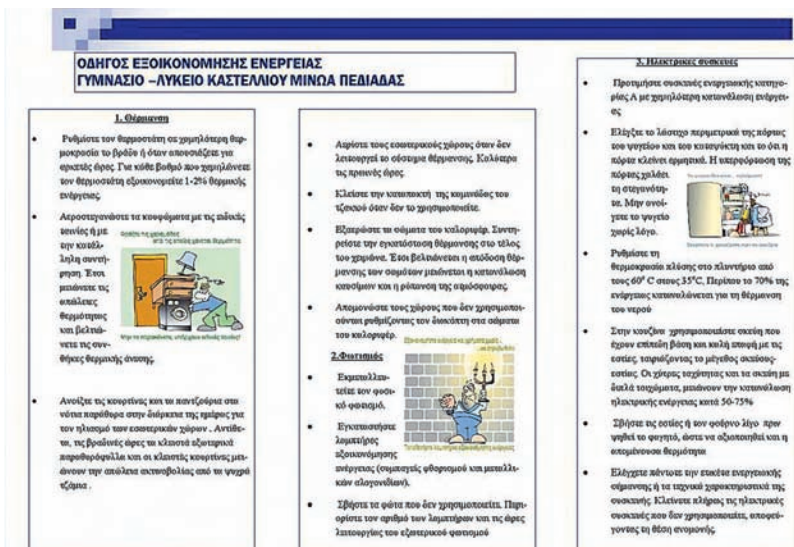 ΟΔΗΓΟΣ ΕΞΟΙΚΟΝΟΜΗΣΗΣ ΕΝΕΡΓΕΙΑΣ
ΓΥΜΝΑΣΙΟ –ΛΥΚΕΙΟ ΚΑΣΤΕΛΛΙΟΥ ΜΙΝΩΑ ΠΕΔΙΑΔΑΣ
1. Θέρμανση
Ρυθμίστε τον θερμοστάτη σε χαμηλότερη θερ-
μοκρασία το βράδυ ή όταν απουσιάζετε για
αρκετές ώρες. Για κάθε βαθμό που χαμηλώνετε
τον θερμοστάτη εξοικονομείτε 1-2% θερμικής
ενέργειας.
Αεροστεγανώστε τα κουφώματα με τις ειδικές
ταινίες ή με
την κατάλ-
ληλη συντή-
ρηση. Έτσι
μειώνετε τις
απώλειες
θερμότητας
και βελτιώ-
νετε τις συν-
θήκες θερμικής άνεσης.
Ανοίξτε τις κουρτίνες και τα παντζούρια στα
νότια παράθυρα στην διάρκεια της ημέρας για
τον ηλιασμό των εσωτερικών χώρων . Αντίθε-
τα, τις βραδινές ώρες τα κλειστά εξωτερικά
παραθυρόφυλλα και οι κλειστές κουρτίνες μει-
ώνουν την απώλεια ακτινοβολίας από τα ψυχρά
τζάμια .
Αερίστε τους εσωτερικούς χώρους όταν δεν
λειτουργεί το σύστημα θέρμανσης. Καλύτερα
τις πρωινές ώρες.
Κλείστε την καταπακτή της καμινάδας του
τζακιού όταν δεν το χρησιμοποιείτε.
Εξαερώστε τα σώματα του καλοριφέρ. Συντη-
ρείστε την εγκατάσταση θέρμανσης στο τέλος
του χειμώνα. Έτσι βελτιώνεται η απόδοση θέρ-
μανσης των σωμάτων μειώνεται η κατανάλωση
καυσίμων και η ρύπανση της ατμόσφαιρας.
Απομονώστε τους χώρους που δεν χρησιμοποι-
ούνται ρυθμίζοντας τον διακόπτη στα σώματα
του καλοριφέρ.
2.Φωτισμός
Εκμεταλλευ-
τείτε τον φυσι-
κό φωτισμό.
Εγκαταστήστε
λαμπτήρες
εξοικονόμησης
ενέργειας (συμπαγείς φθορισμού και μεταλλι-
κών αλογονιδίων).
Σβήστε τα φώτα που δεν χρησιμοποιείτε. Περι-
ορίστε τον αριθμό των λαμπτήρων και τις ώρες
λειτουργίας του εξωτερικού φωτισμού
3. Ηλεκτρικές συσκευές
Προτιμήστε συσκευές ενεργειακής κατηγο-
ρίας Α με χαμηλότερη κατανάλωση ενέργει-
ας
Ελέγξτε το λάστιχο περιμετρικά της πόρτας
του ψυγείου και του καταψύκτη και το ότι η
πόρτα κλείνει ερμητικά. Η υπερφόρτωση της
πόρτας χαλάει
τη στεγανότη-
τα. Μην ανοί-
γετε το ψυγείο
χωρίς λόγο.
Ρυθμίστε τη
θερμοκρασία πλύσης στο πλυντήριο από
τους 60⁰ C στους 35⁰C, Περίπου το 70% της
ενέργειας καταναλώνεται για τη θέρμανση
του νερού
Στην κουζίνα χρησιμοποιείστε σκεύη που
έχουν επίπεδη βάση και καλή επαφή με τις
εστίες, ταιριάζοντας το μέγεθος σκεύους-
εστίας. Οι χύτρες ταχύτητας και τα σκεύη με
διπλά τοιχώματα, μειώνουν την κατανάλωση
ηλεκτρικής ενέργειας κατά 50-75%
Σβήστε τις εστίες ή τον φούρνο λίγο πριν
ψηθεί το φαγητό, ώστε να αξιοποιηθεί και η
απομένουσα θερμότητα
Ελέγχετε πάντοτε την ετικέτα ενεργειακής
σήμανσης ή τα τεχνικά χαρακτηριστικά της
συσκευής. Κλείνετε πλήρως τις ηλεκτρικές
συσκευές που δεν χρησιμοποιείτε, αποφεύ-
γοντας τη θέση αναμονής.